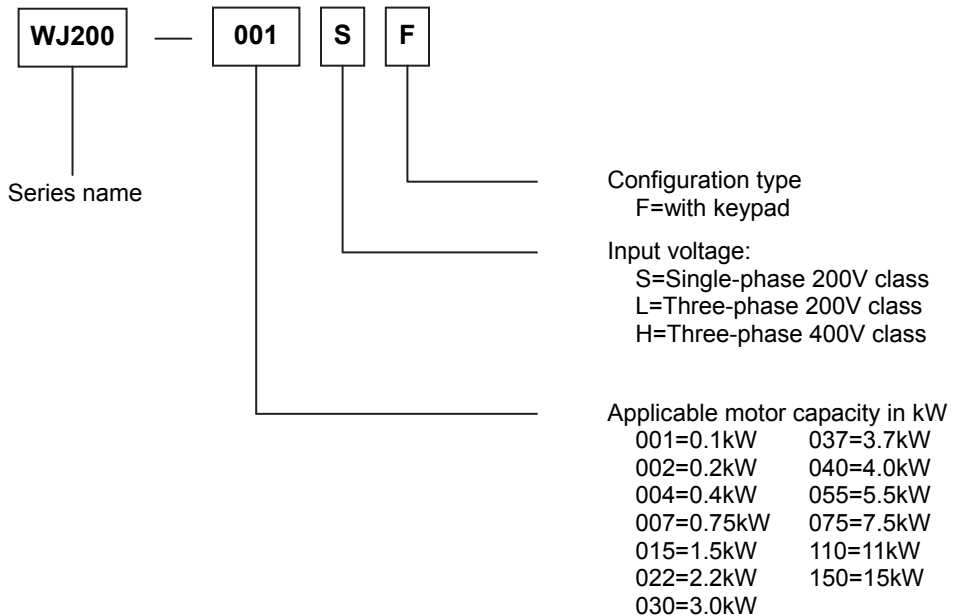 WJ200 — 001 S F
Series name
Configuration type
F=with keypad
Input voltage:
S=Single-phase 200V class
L=Three-phase 200V class
H=Three-phase 400V class
Applicable motor capacity in kW
001=0.1kW 037=3.7kW
002=0.2kW 040=4.0kW
004=0.4kW 055=5.5kW
007=0.75kW 075=7.5kW
015=1.5kW 110=11kW
022=2.2kW 150=15kW
030=3.0kW